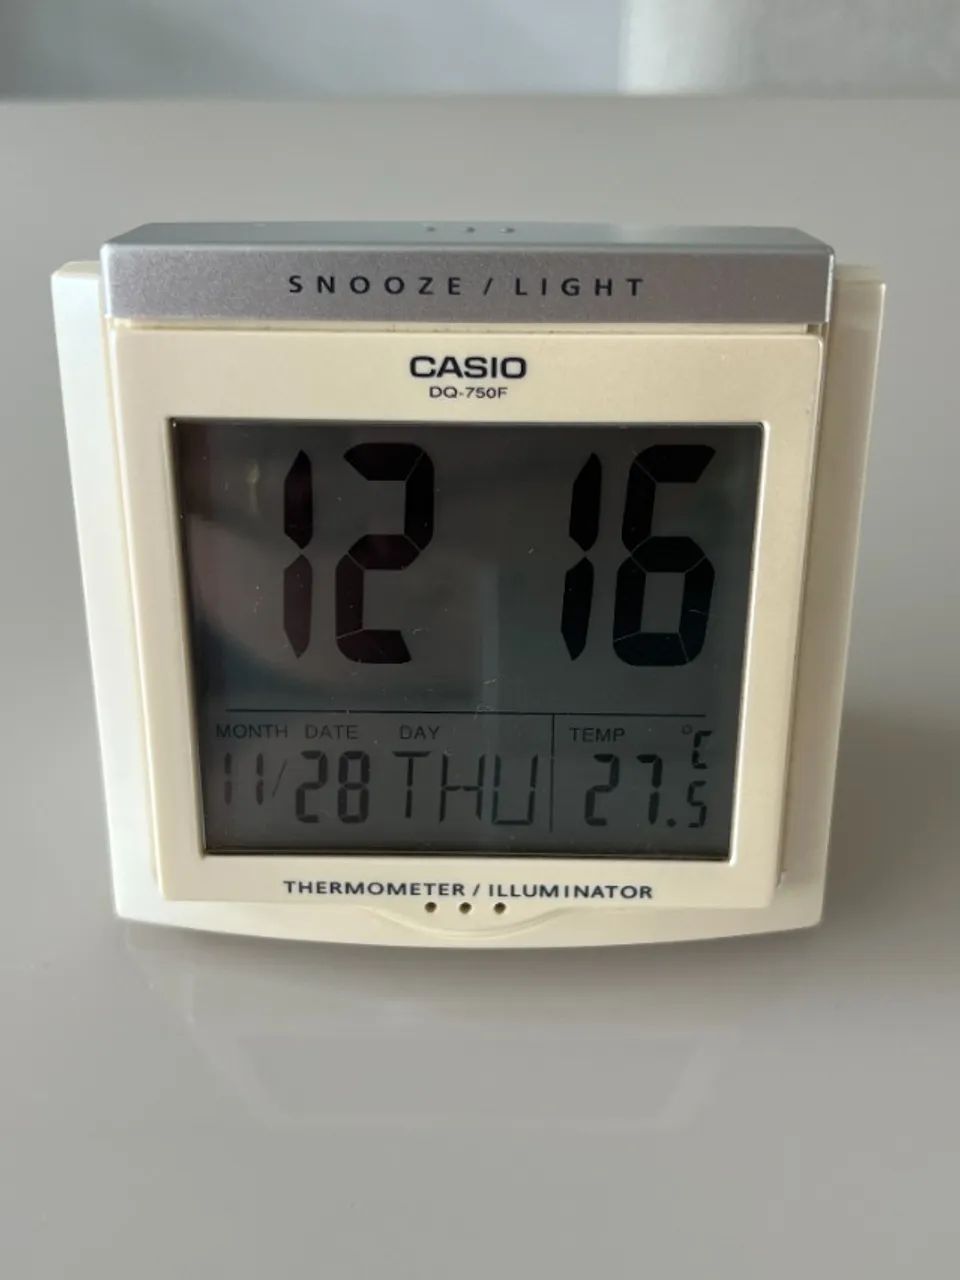 SNOOZE / LIGHT
CASIO
DQ-750F
12 16
MONTH DATE DAY TEMP °C
11/28 THU 27.5
THERMOMETER / ILLUMINATOR